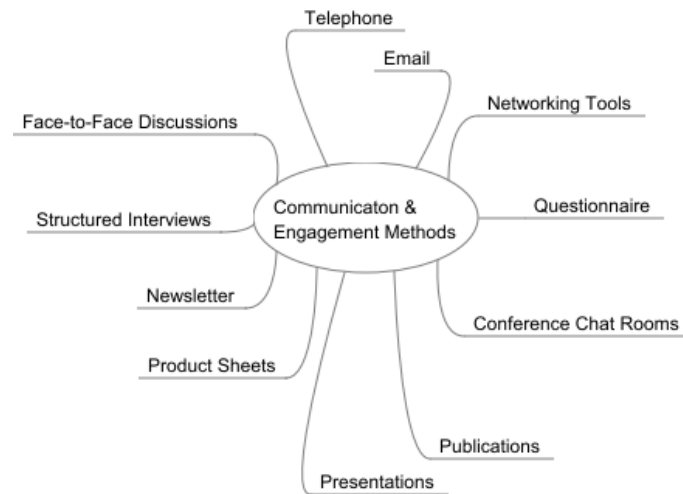 Telephone
Email
Networking Tools
Face-to-Face Discussions
Questionnaire
Communicaton &
Engagement Methods
Structured Interviews
Newsletter
Conference Chat Rooms
Product Sheets
Publications
Presentations